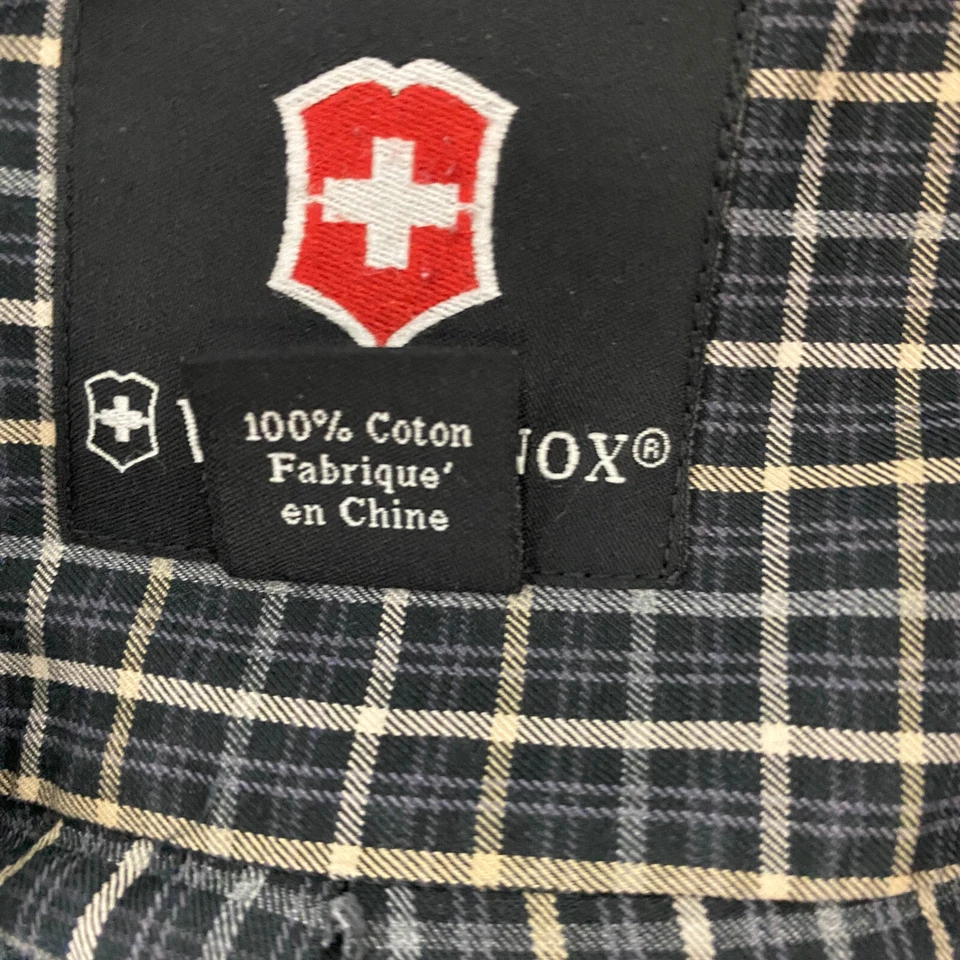 100% Coton
Fabrique'
en Chine
NOX®